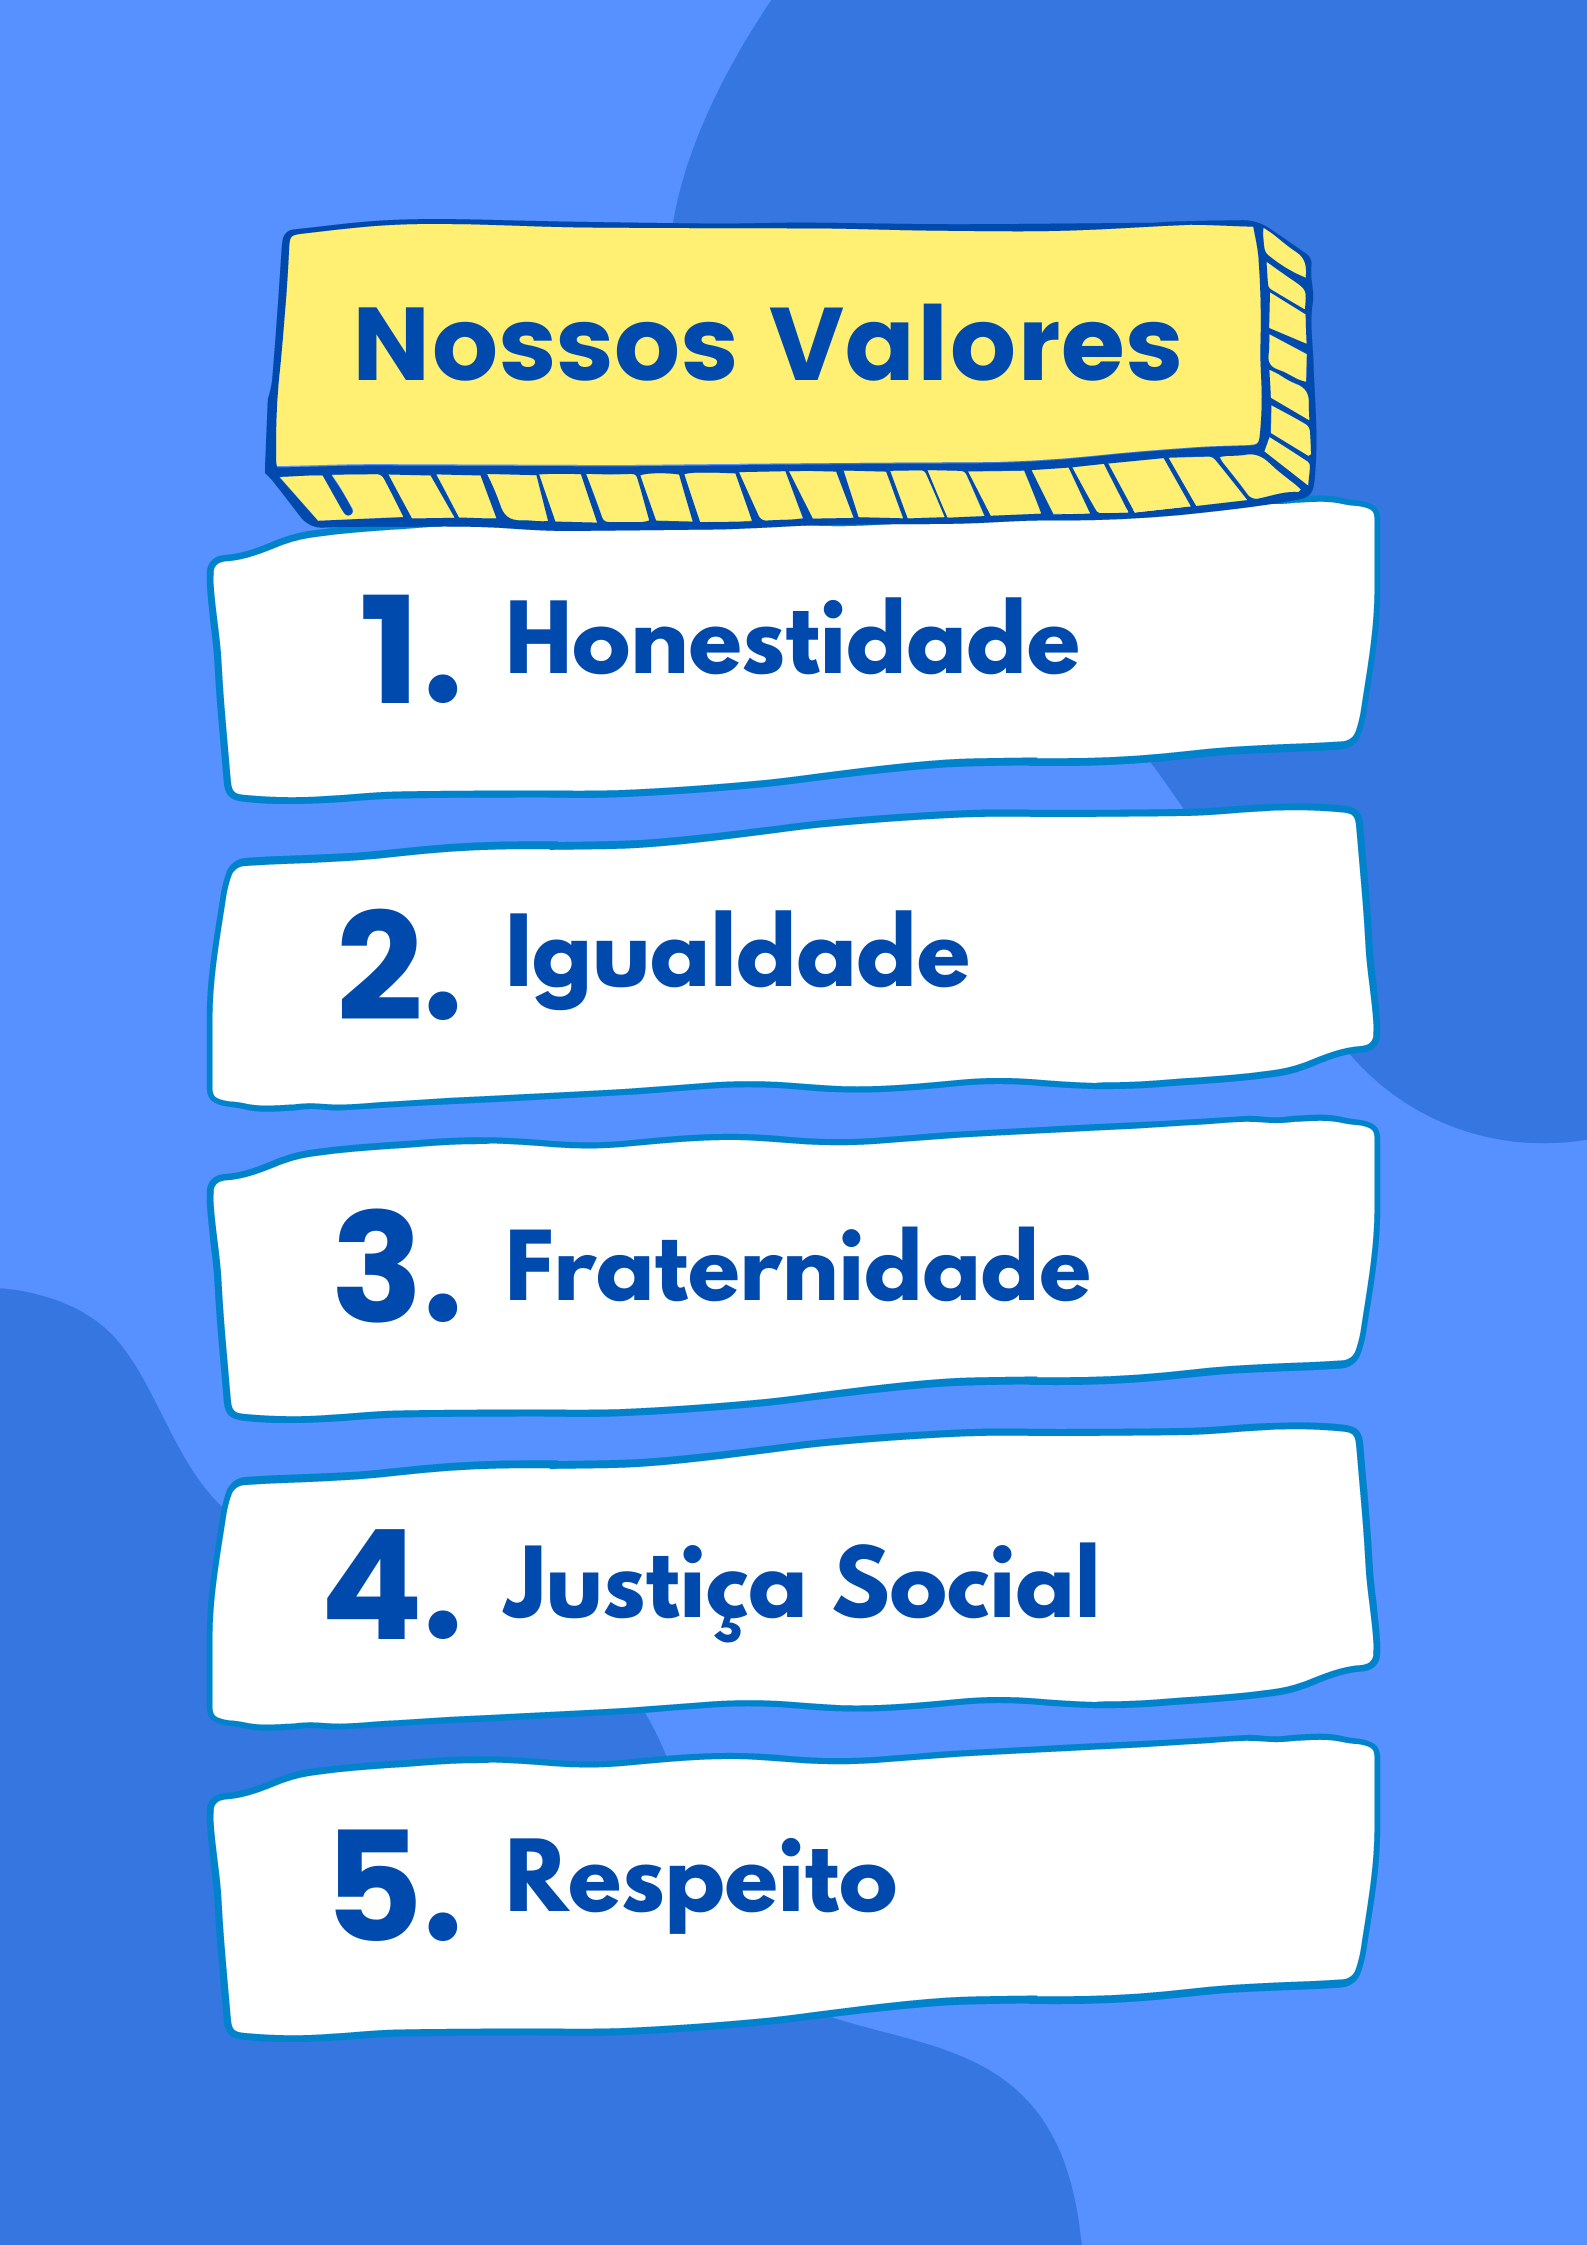 Nossos Valores
1. Honestidade
2. Igualdade
3. Fraternidade
4. Justiça Social
5. Respeito